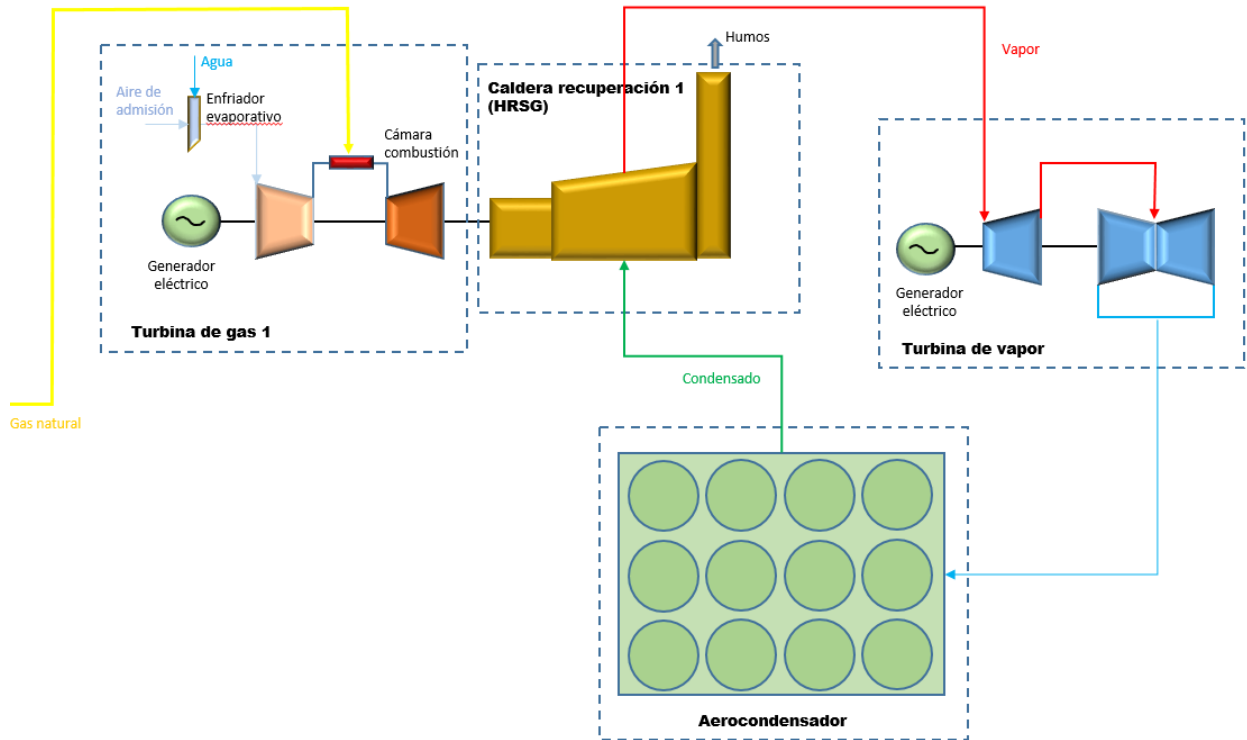 Humos
Vapor
Agua
Caldera recuperación 1
(HRSG)
Aire de
admisión
Enfriador
evaporativo
Cámara
combustión
Generador
eléctrico
Turbina de gas 1
Generador
eléctrico
Turbina de vapor
Condensado
Gas natural
Aerocondensador